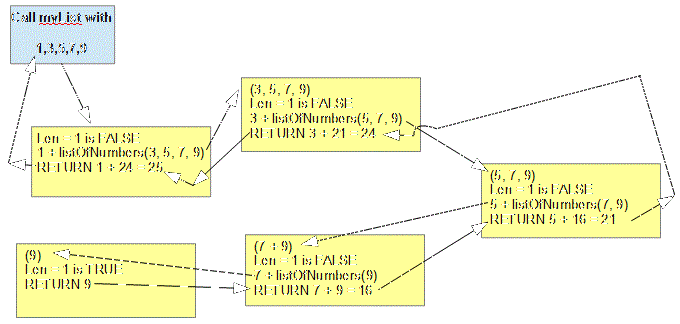 Call myList with
1,3,5,7,9
Len = 1 is FALSE
1 + listOfNumbers(3, 5, 7, 9)
RETURN 1 + 24 = 25
(3, 5, 7, 9)
Len = 1 is FALSE
3 + listOfNumbers(5, 7, 9)
RETURN 3 + 21 = 24
(5, 7, 9)
Len = 1 is FALSE
5 + listOfNumbers(7, 9)
RETURN 5 + 16 = 21
(7 + 9)
Len = 1 is FALSE
7 + listOfNumbers(9)
RETURN 7 + 9 = 16
(9)
Len = 1 is TRUE
RETURN 9